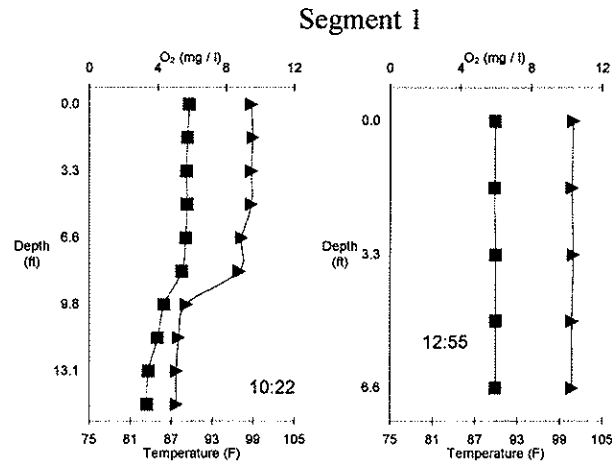 Segment 1
O₂ (mg / l)
0 4 8 12
0.0
3.3
6.6
Depth
(ft)
9.8
13.1
10:22
75 81 87 93 99 105
Temperature (F)
O₂ (mg / l)
0 4 8 12
0.0
3.3
Depth
(ft)
12:55
6.6
75 81 87 93 99 105
Temperature (F)